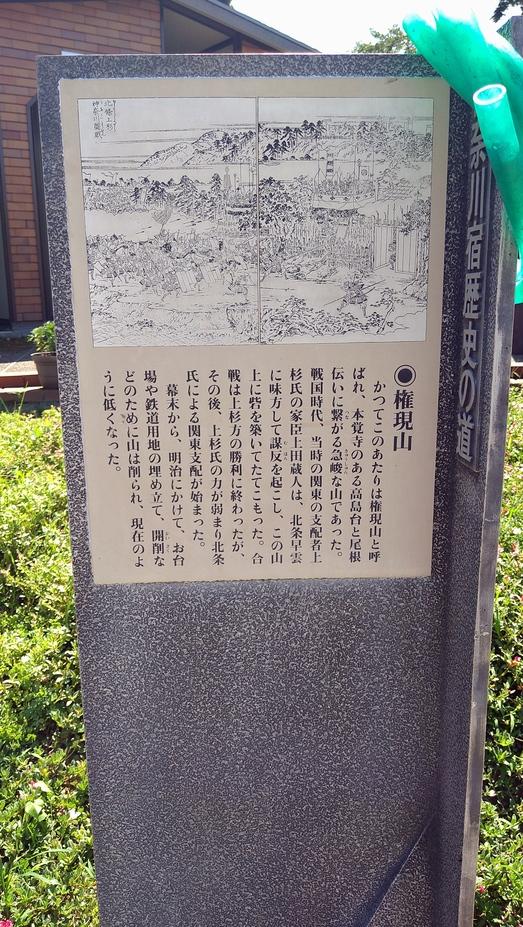 北條上杉
神奈川闘戦
◉権現山
かつてこのあたりは権現山と呼
ばれ、本覚寺のある高島台と尾根
伝いに繋がる急峻な山であった。
戦国時代、当時の関東の支配者上
杉氏の家臣上田蔵人は、北条早雲
に味方して謀反を起こし、この山
上に砦を築いてたてこもった。合
戦は上杉方の勝利に終わったが、
その後、上杉氏の力が弱まり北条
氏による関東支配が始まった。
幕末から、明治にかけて、お台
場や鉄道用地の埋め立て、開削な
どのために山は削られ、現在のよ
うに低くなった。
奈川宿歴史の道